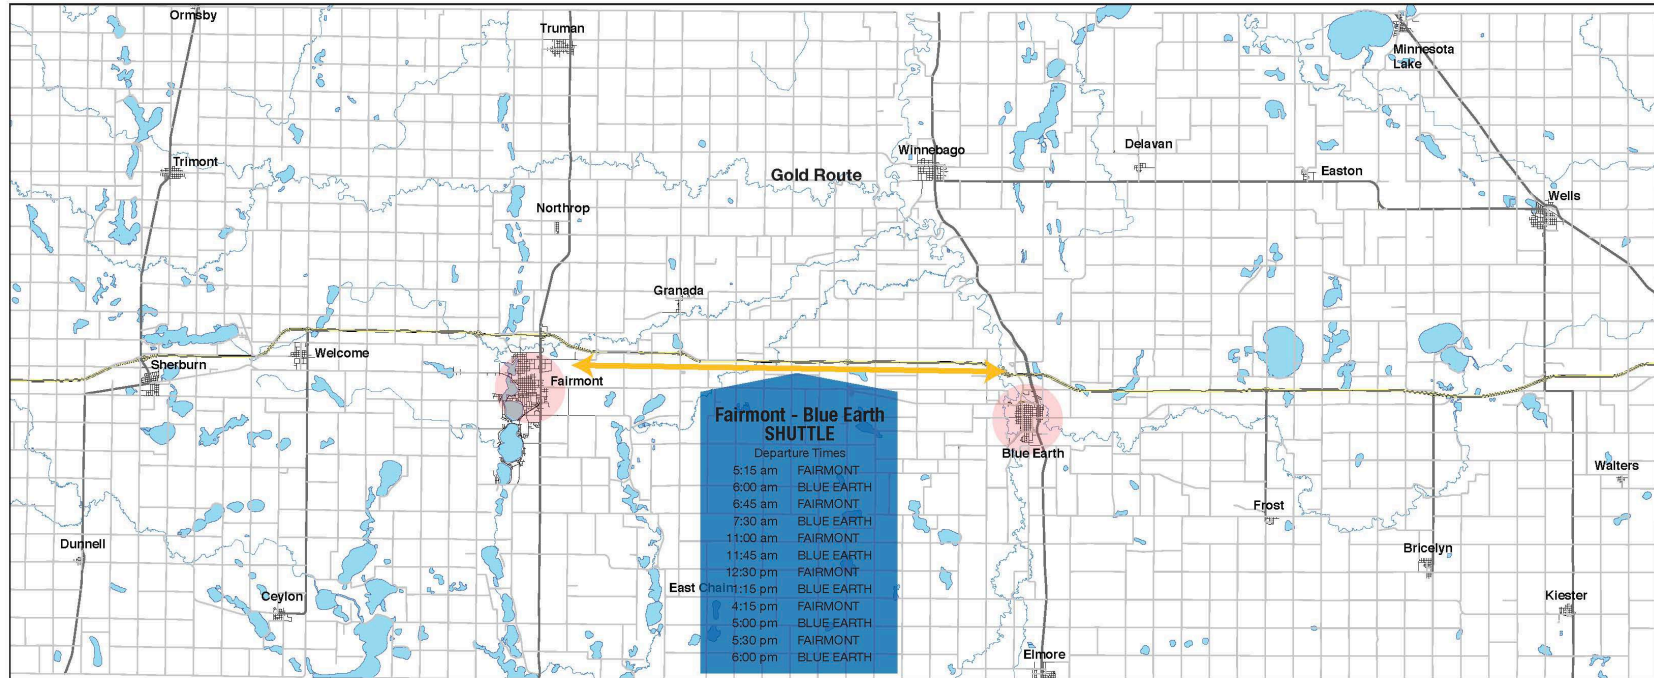 Ormsby
Truman
Minnesota
Lake
Delavan
Winnebago
Trimont
Easton
Gold Route
Wells
Northrop
Granada
Welcome
Sherburn
Fairmont
Fairmont - Blue Earth
SHUTTLE
Departure Times
5:15 am FAIRMONT
6:00 am BLUE EARTH
6:45 am FAIRMONT
7:30 am BLUE EARTH
11:00 am FAIRMONT
11:45 am BLUE EARTH
12:30 pm FAIRMONT
1:15 pm BLUE EARTH
4:15 pm FAIRMONT
5:00 pm BLUE EARTH
5:30 pm FAIRMONT
6:00 pm BLUE EARTH
Blue Earth
Walters
Frost
Dunnell
Bricelyn
East Chain
Ceylon
Kiester
Elmore